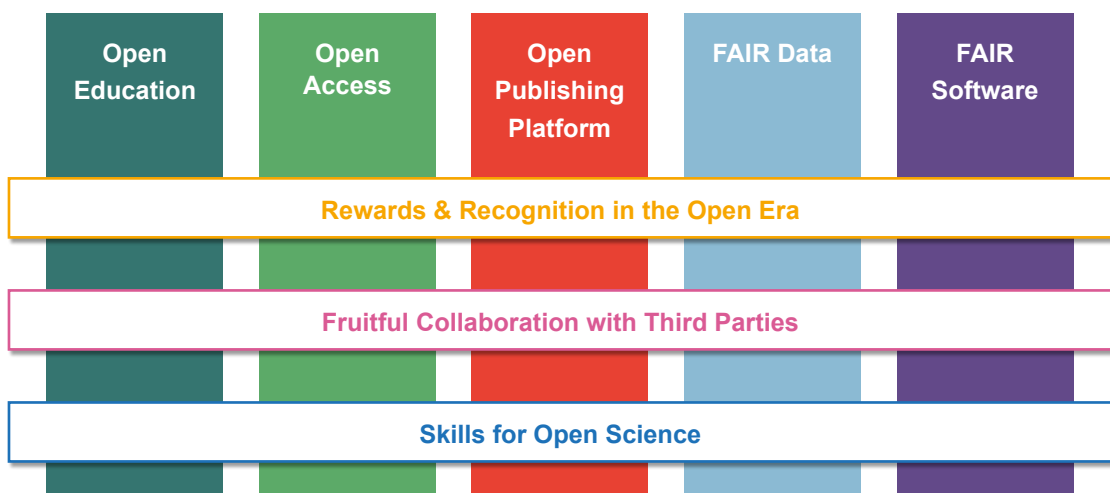 Open
Education
Open
Access
Open
Publishing
Platform
FAIR Data
FAIR
Software
Rewards & Recognition in the Open Era
Fruitful Collaboration with Third Parties
Skills for Open Science